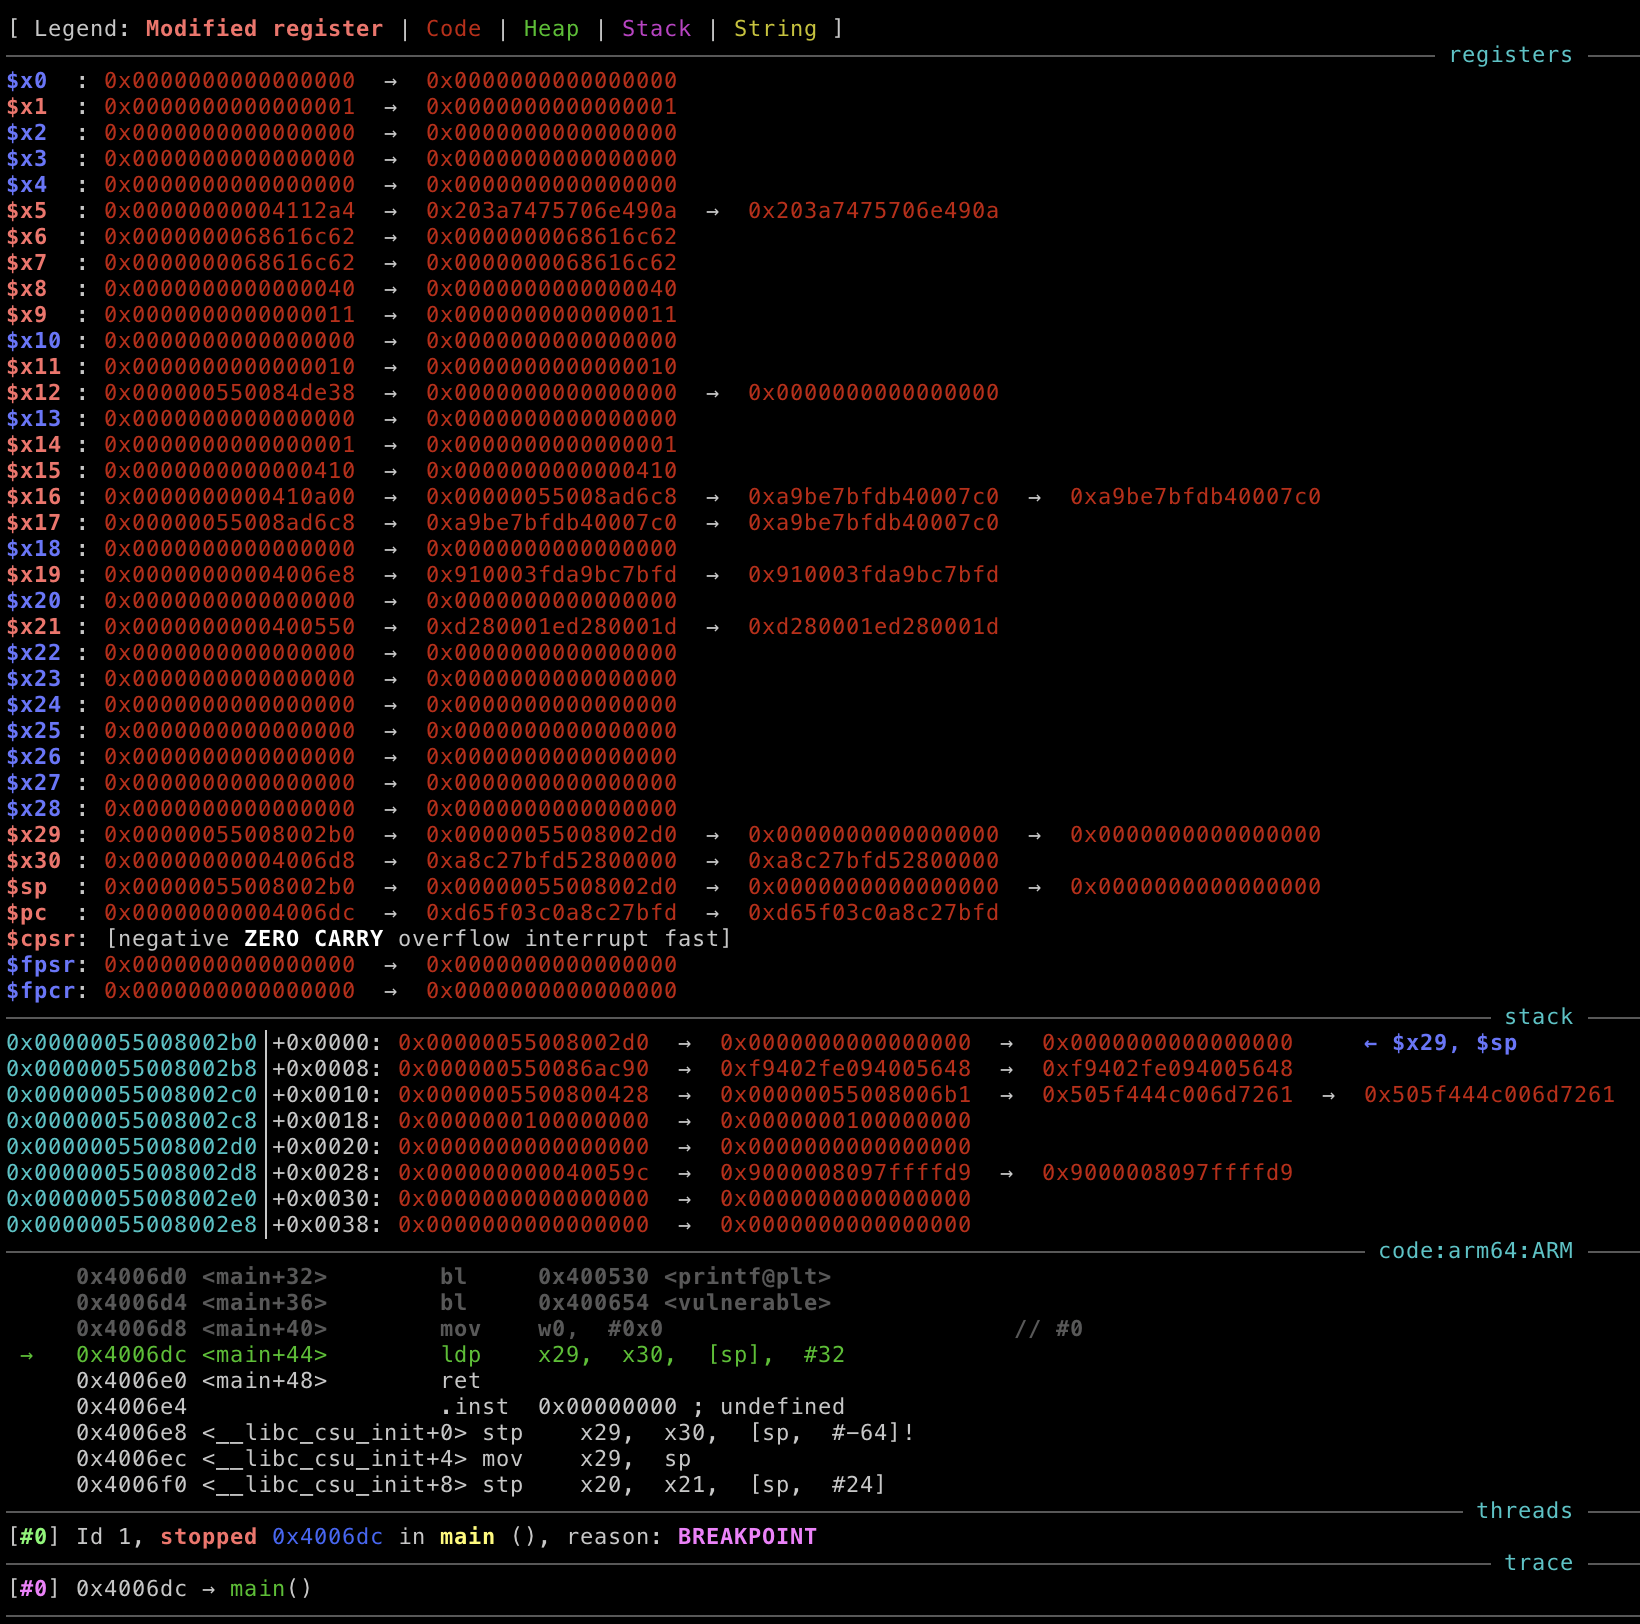 [ Legend: Modified register | Code | Heap | Stack | String ]
registers
$x0  : 0x0000000000000000  →  0x0000000000000000
$x1  : 0x0000000000000001  →  0x0000000000000001
$x2  : 0x0000000000000000  →  0x0000000000000000
$x3  : 0x0000000000000000  →  0x0000000000000000
$x4  : 0x0000000000000000  →  0x0000000000000000
$x5  : 0x00000000004112a4  →  0x203a7475706e490a  →  0x203a7475706e490a
$x6  : 0x0000000068616c62  →  0x0000000068616c62
$x7  : 0x0000000068616c62  →  0x0000000068616c62
$x8  : 0x0000000000000040  →  0x0000000000000040
$x9  : 0x0000000000000011  →  0x0000000000000011
$x10 : 0x0000000000000000  →  0x0000000000000000
$x11 : 0x0000000000000010  →  0x0000000000000010
$x12 : 0x000000550084de38  →  0x0000000000000000  →  0x0000000000000000
$x13 : 0x0000000000000000  →  0x0000000000000000
$x14 : 0x0000000000000001  →  0x0000000000000001
$x15 : 0x0000000000000410  →  0x0000000000000410
$x16 : 0x0000000000410a00  →  0x00000055008ad6c8  →  0xa9be7bfdb40007c0  →  0xa9be7bfdb40007c0
$x17 : 0x00000055008ad6c8  →  0xa9be7bfdb40007c0  →  0xa9be7bfdb40007c0
$x18 : 0x0000000000000000  →  0x0000000000000000
$x19 : 0x00000000004006e8  →  0x910003fda9bc7bfd  →  0x910003fda9bc7bfd
$x20 : 0x0000000000000000  →  0x0000000000000000
$x21 : 0x0000000000400550  →  0xd280001ed280001d  →  0xd280001ed280001d
$x22 : 0x0000000000000000  →  0x0000000000000000
$x23 : 0x0000000000000000  →  0x0000000000000000
$x24 : 0x0000000000000000  →  0x0000000000000000
$x25 : 0x0000000000000000  →  0x0000000000000000
$x26 : 0x0000000000000000  →  0x0000000000000000
$x27 : 0x0000000000000000  →  0x0000000000000000
$x28 : 0x0000000000000000  →  0x0000000000000000
$x29 : 0x00000055008002b0  →  0x00000055008002d0  →  0x0000000000000000  →  0x0000000000000000
$x30 : 0x00000000004006d8  →  0xa8c27bfd52800000  →  0xa8c27bfd52800000
$sp  : 0x00000055008002b0  →  0x00000055008002d0  →  0x0000000000000000  →  0x0000000000000000
$pc  : 0x00000000004006dc  →  0xd65f03c0a8c27bfd  →  0xd65f03c0a8c27bfd
$cpsr: [negative ZERO CARRY overflow interrupt fast]
$fpsr: 0x0000000000000000  →  0x0000000000000000
$fpcr: 0x0000000000000000  →  0x0000000000000000
stack
0x00000055008002b0│+0x0000: 0x00000055008002d0  →  0x0000000000000000  →  0x0000000000000000     ← $x29, $sp
0x00000055008002b8│+0x0008: 0x000000550086ac90  →  0xf9402fe094005648  →  0xf9402fe094005648
0x00000055008002c0│+0x0010: 0x0000005500800428  →  0x00000055008006b1  →  0x505f444c006d7261  →  0x505f444c006d7261
0x00000055008002c8│+0x0018: 0x0000000100000000  →  0x0000000100000000
0x00000055008002d0│+0x0020: 0x0000000000000000  →  0x0000000000000000
0x00000055008002d8│+0x0028: 0x000000000040059c  →  0x9000008097ffffd9  →  0x9000008097ffffd9
0x00000055008002e0│+0x0030: 0x0000000000000000  →  0x0000000000000000
0x00000055008002e8│+0x0038: 0x0000000000000000  →  0x0000000000000000
code:arm64:ARM
0x4006d0 <main+32>        bl     0x400530 <printf@plt>
0x4006d4 <main+36>        bl     0x400654 <vulnerable>
0x4006d8 <main+40>        mov    w0,  #0x0                        // #0
→   0x4006dc <main+44>        ldp    x29,  x30,  [sp],  #32
0x4006e0 <main+48>        ret
0x4006e4                  .inst  0x00000000 ; undefined
0x4006e8 <__libc_csu_init+0> stp    x29,  x30,  [sp,  #-64]!
0x4006ec <__libc_csu_init+4> mov    x29,  sp
0x4006f0 <__libc_csu_init+8> stp    x20,  x21,  [sp,  #24]
threads
[#0] Id 1, stopped 0x4006dc in main (), reason: BREAKPOINT
trace
[#0] 0x4006dc → main()